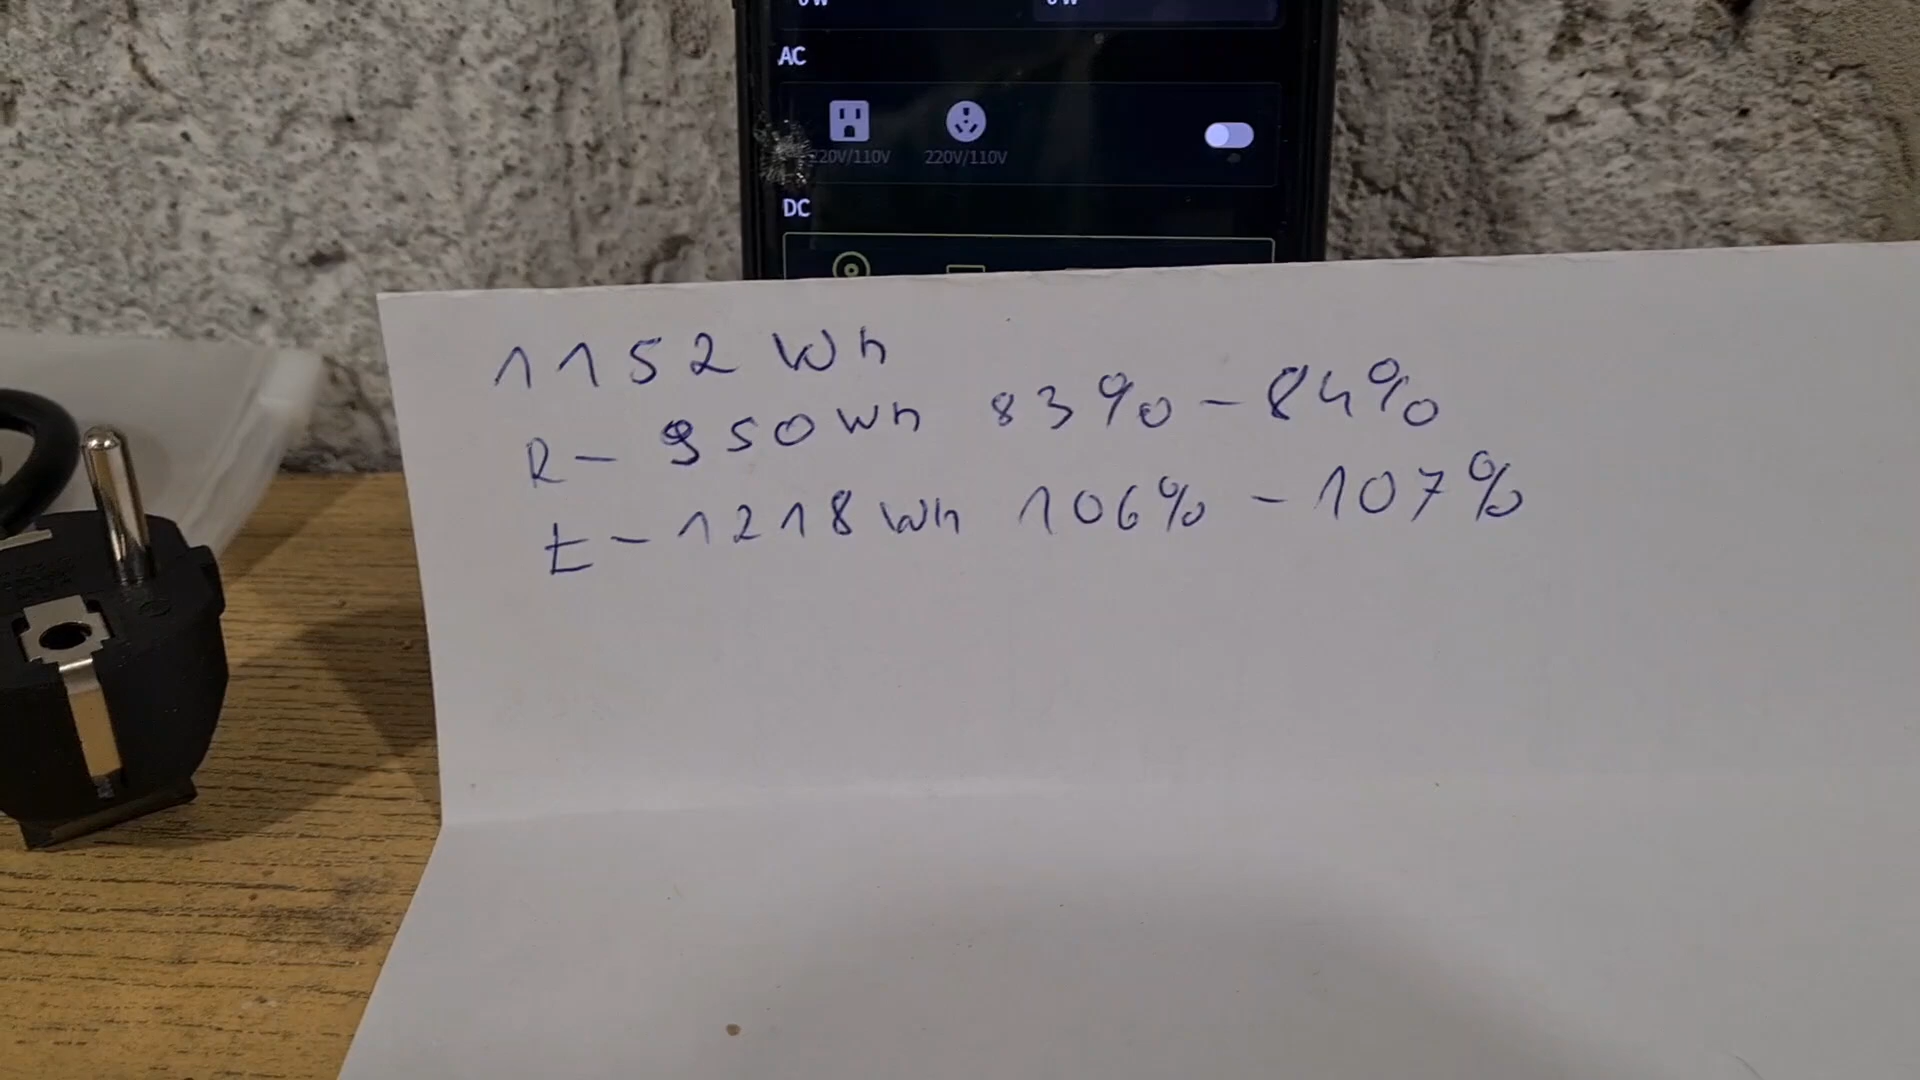 AC
220V/110V 220V/110V
DC
1152 Wh
R - 950 Wh 83% - 84%
Ł - 1218 Wh 106% - 107%